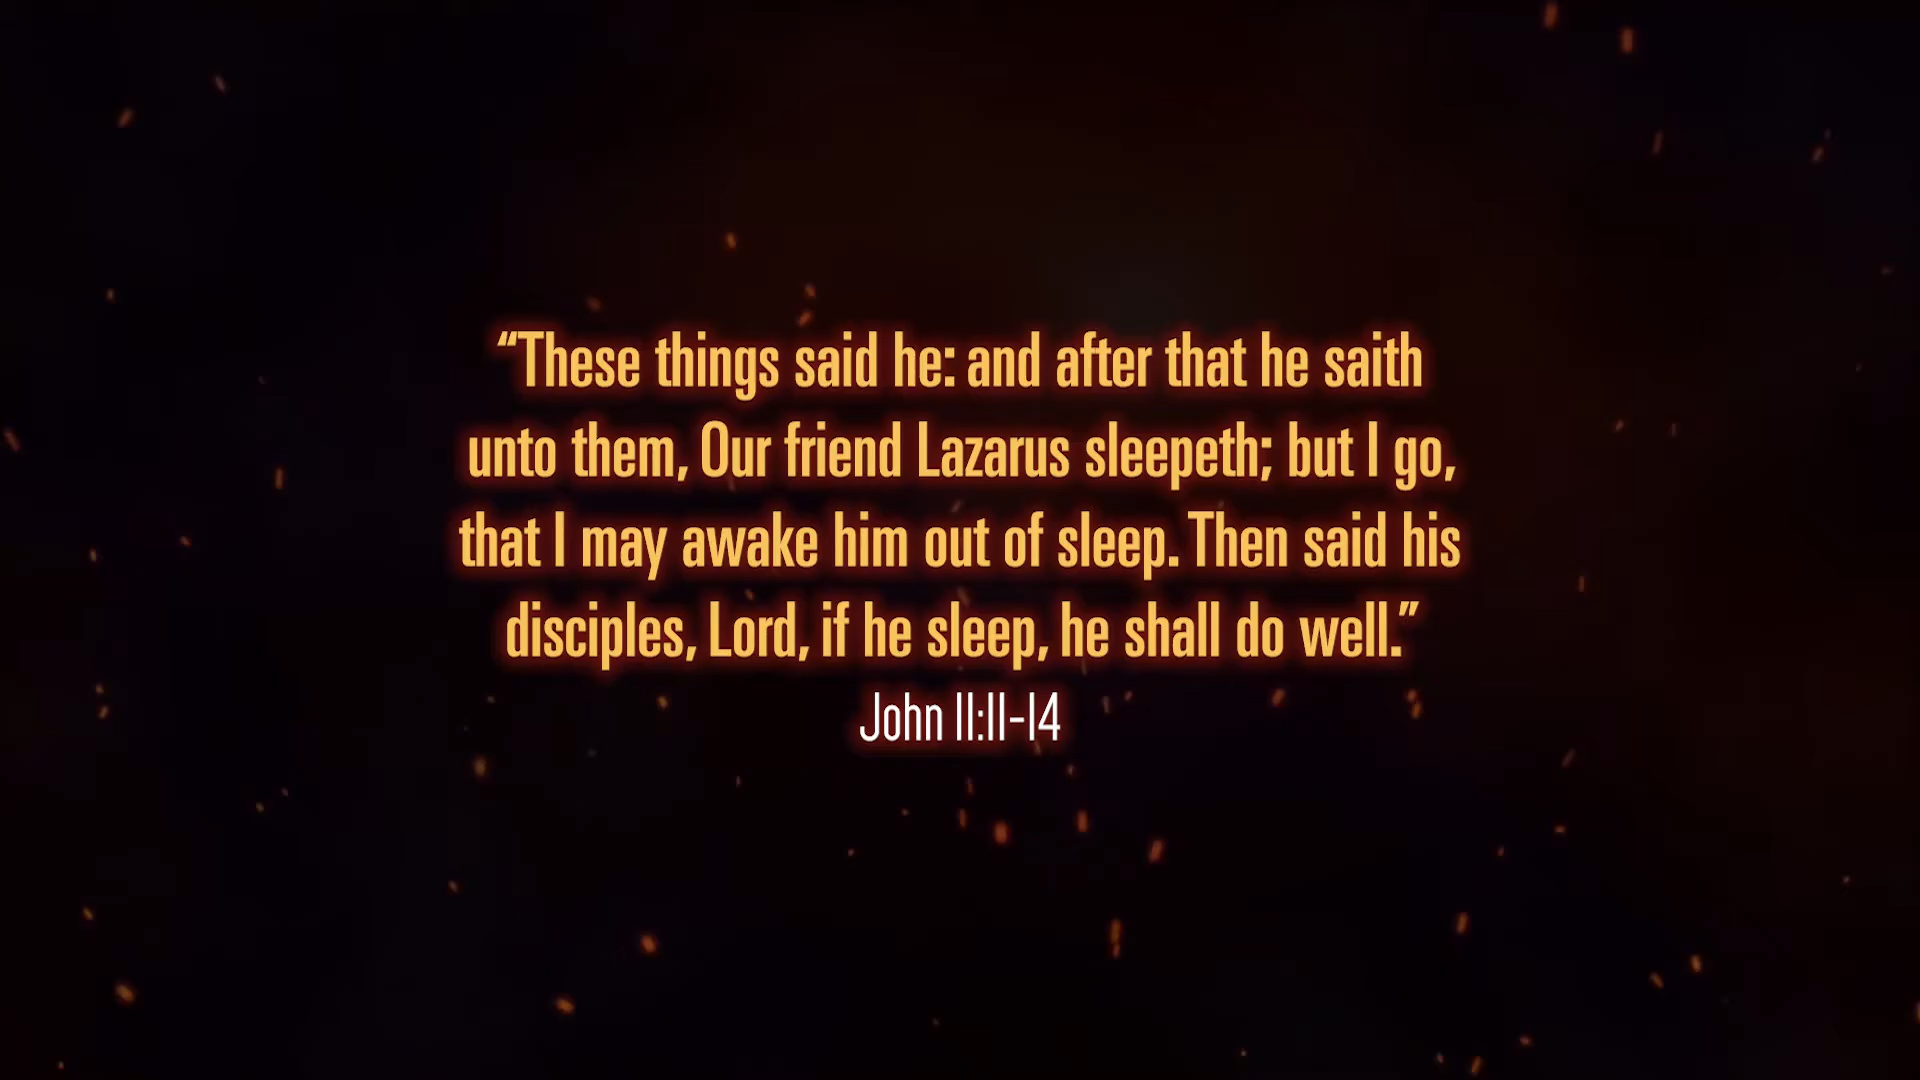 “These things said he: and after that he saith
unto them, Our friend Lazarus sleepeth; but I go,
that I may awake him out of sleep. Then said his
disciples, Lord, if he sleep, he shall do well.”
John 11:11-14